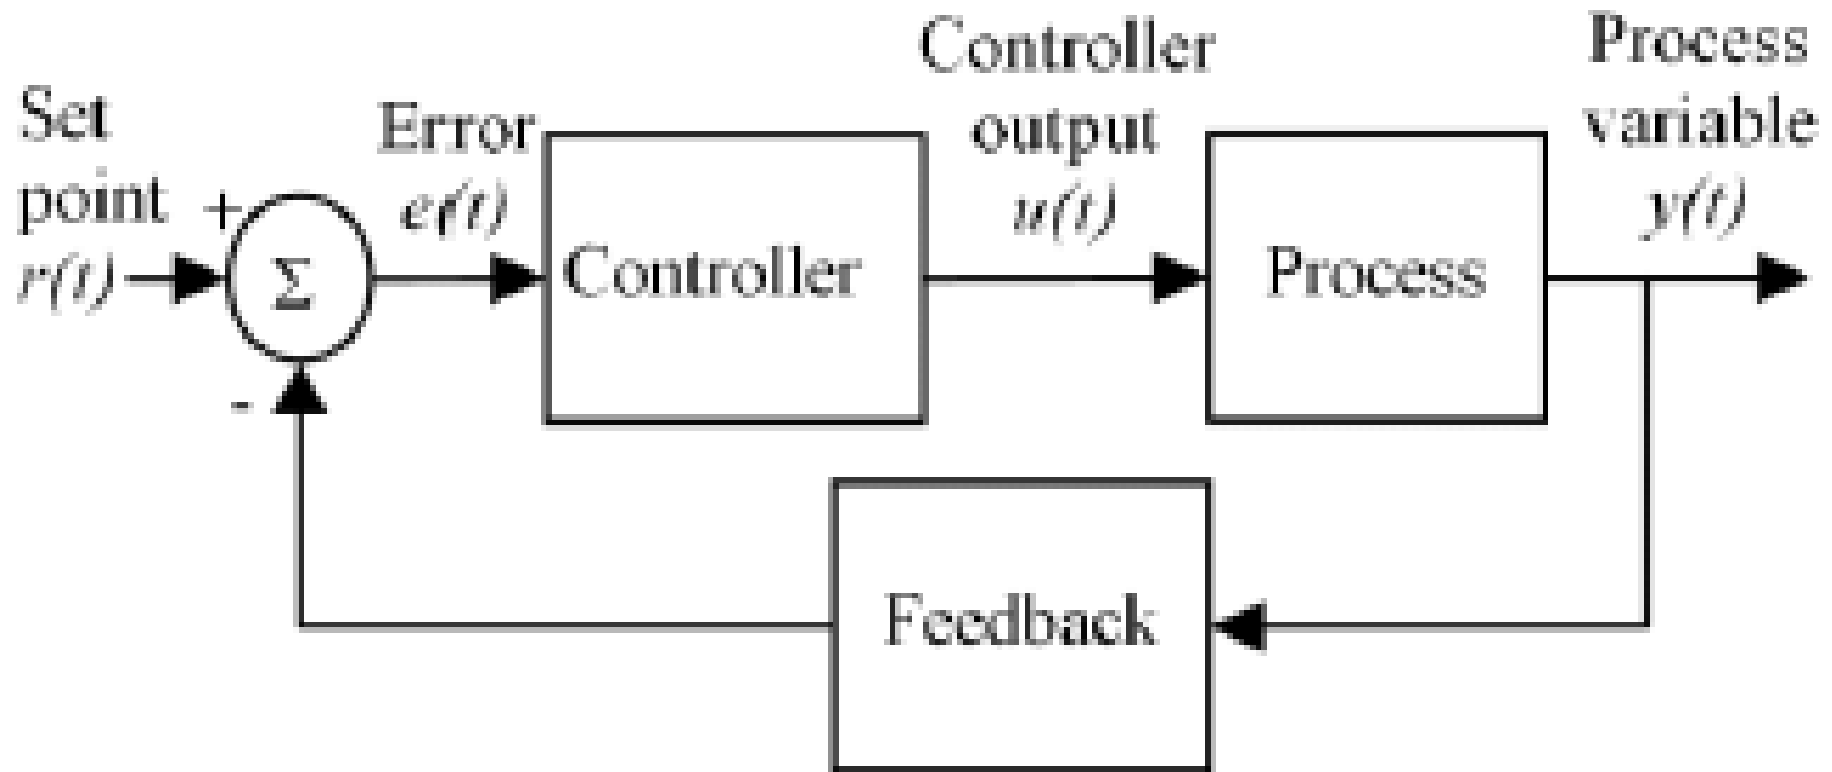 Set
point
r(t)
+
-
Σ
Error
e(t)
Controller
Controller
output
u(t)
Process
Process
variable
y(t)
Feedback